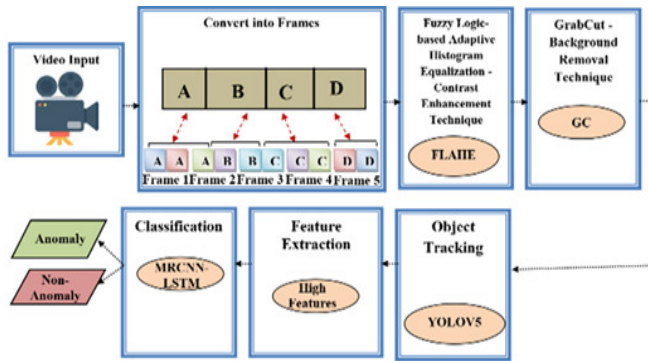 Video Input
Convert into Frames
A B C D
A A A B B B C C C C D D
Frame 1 Frame 2 Frame 3 Frame 4 Frame 5
Fuzzy Logic-
based Adaptive
Histogram
Equalization -
Contrast
Enhancement
Technique
FLAHE
GrabCut -
Background
Removal
Technique
GC
Anomaly
Non-
Anomaly
Classification
MRCNN-
LSTM
Feature
Extraction
High
Features
Object
Tracking
YOLOV5